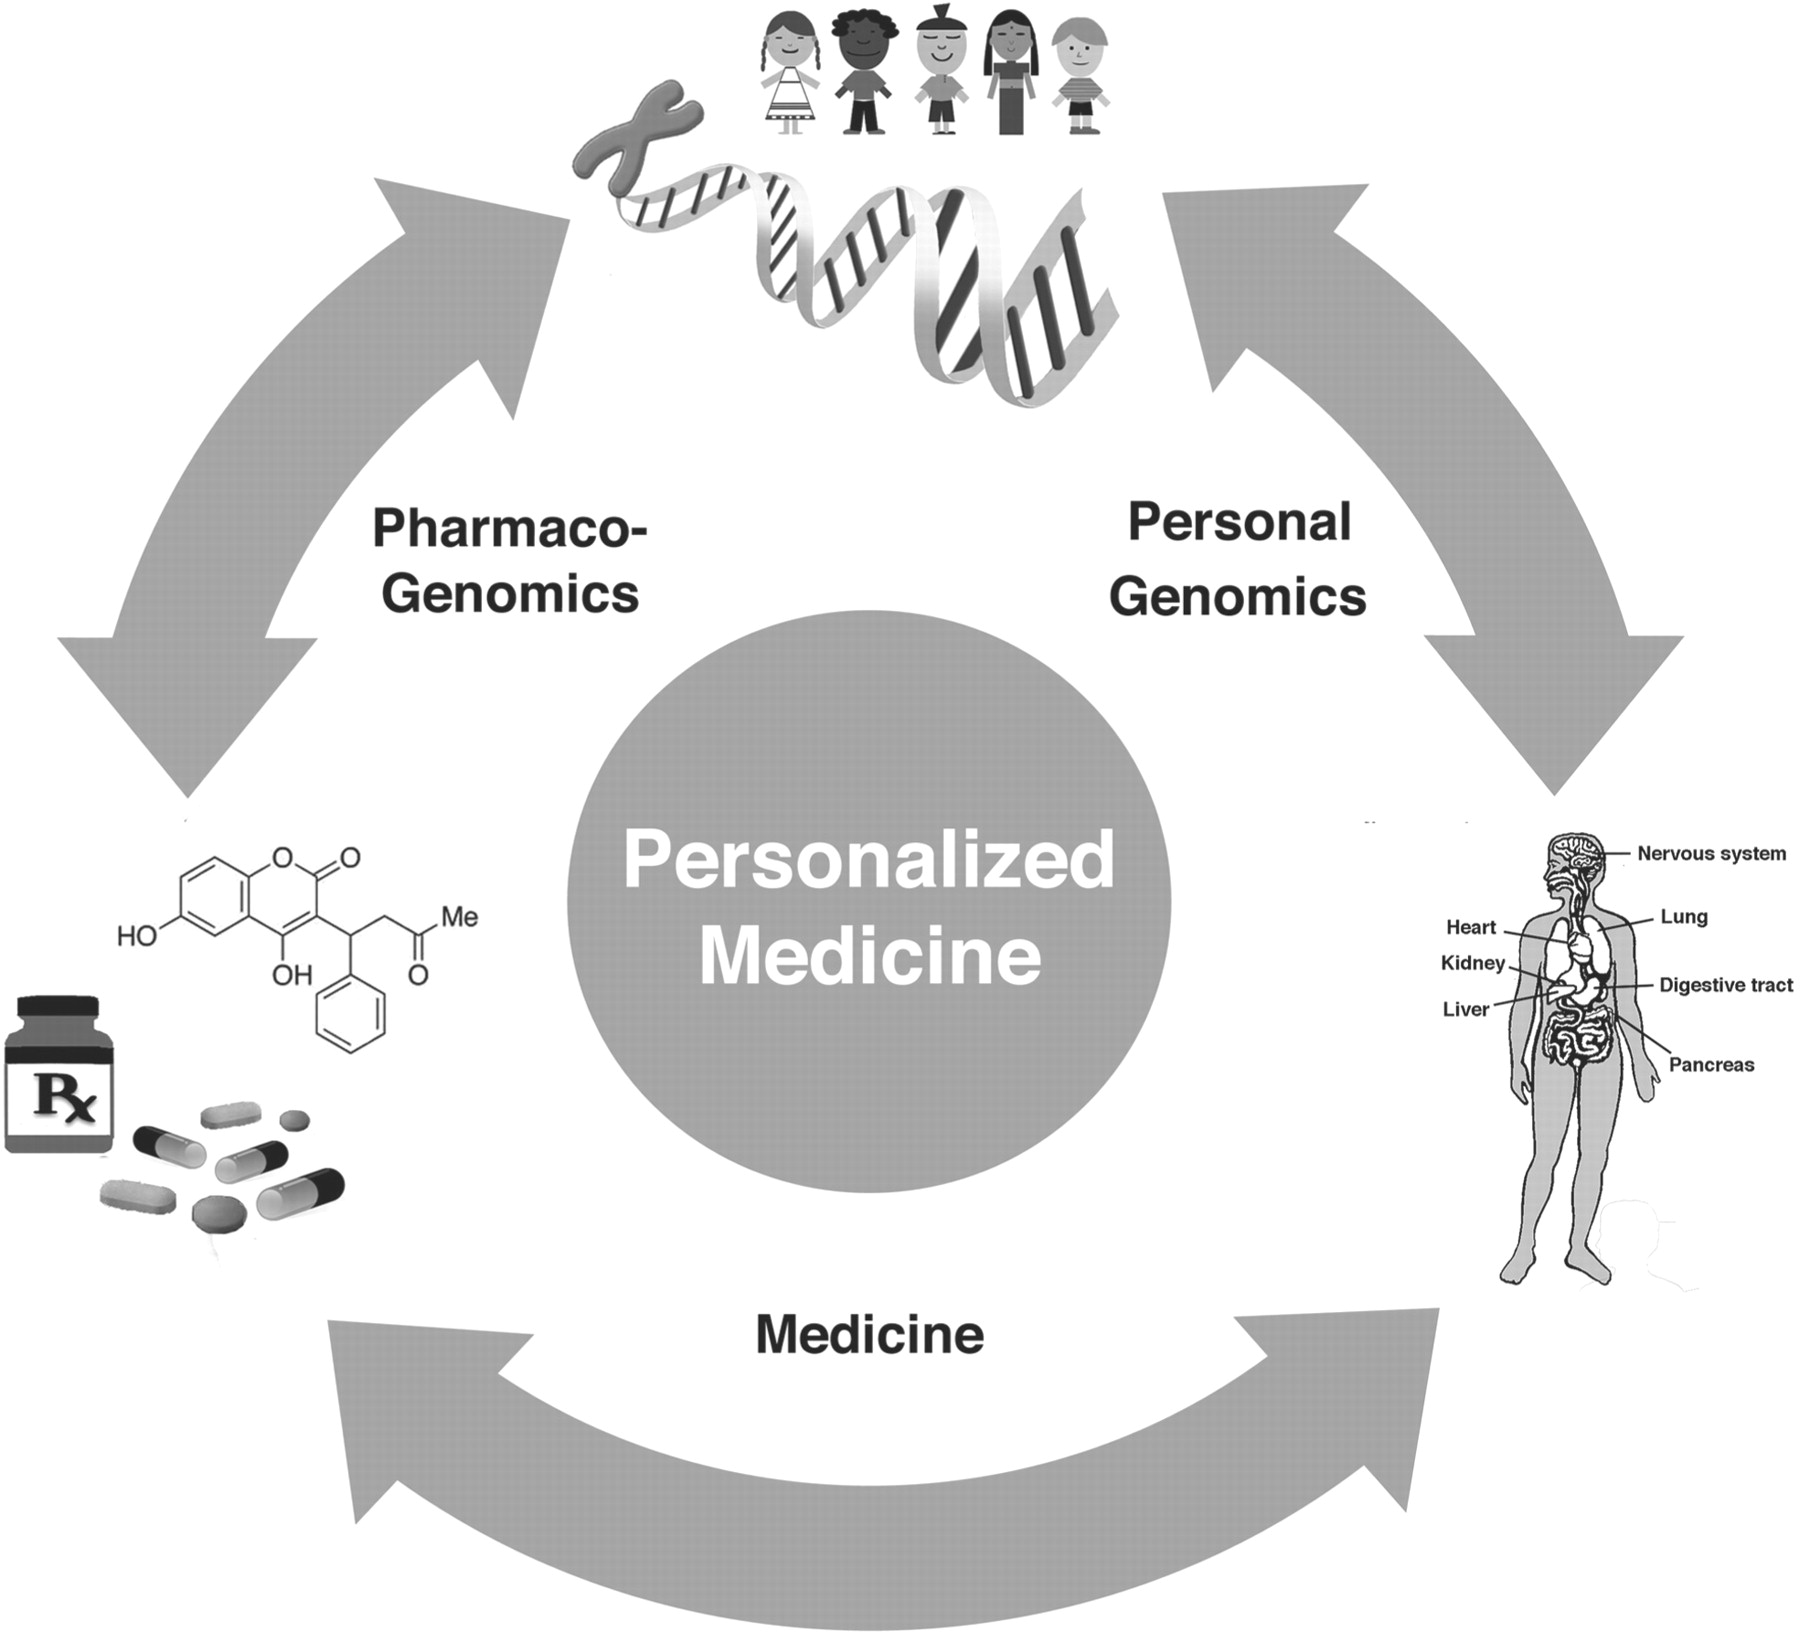 Pharmaco-
Genomics
Personal
Genomics
Personalized
Medicine
O
O
HO
OH
Me
O
Rx
Nervous system
Heart
Lung
Kidney
Digestive tract
Liver
Pancreas
Medicine